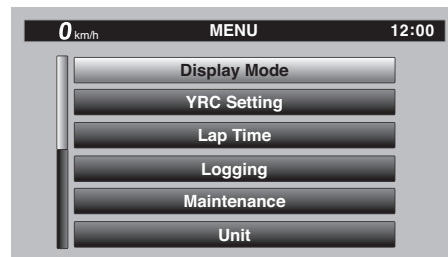 0 km/h MENU 12:00
Display Mode
YRC Setting
Lap Time
Logging
Maintenance
Unit